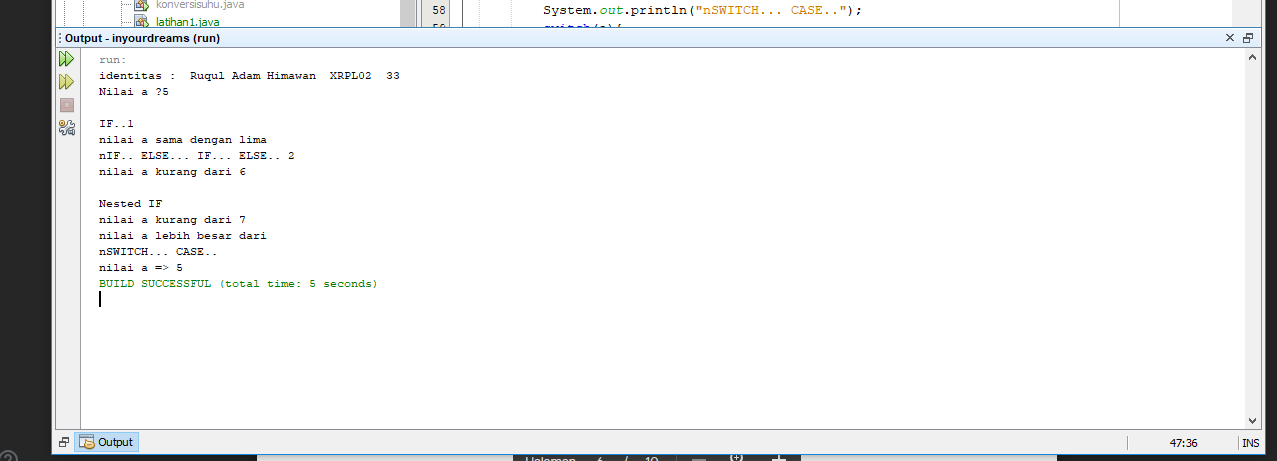 konversisuhu.java
latihan1.java
58 System.out.println("nSWITCH... CASE..");
Output - inyourdreams (run)
run:
identitas : Ruqul Adam Himawan XRPL02 33
Nilai a ?5
IF..1
nilai a sama dengan lima
nIF.. ELSE... IF... ELSE.. 2
nilai a kurang dari 6
Nested IF
nilai a kurang dari 7
nilai a lebih besar dari
nSWITCH... CASE..
nilai a => 5
BUILD SUCCESSFUL (total time: 5 seconds)
Output
47:36 INS